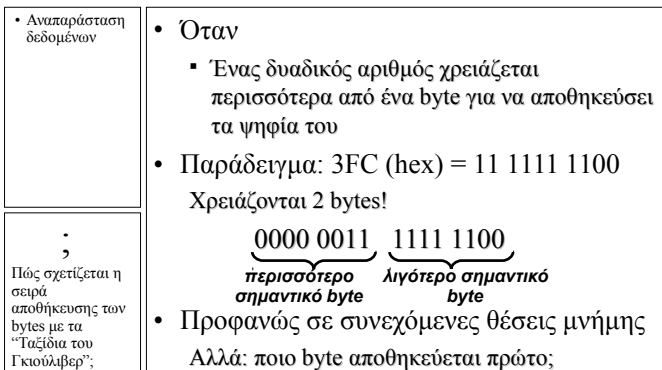 • Αναπαράσταση
δεδομένων
;
Πώς σχετίζεται η
σειρά
αποθήκευσης των
bytes με τα
“Ταξίδια του
Γκιούλιβερ”;
• Όταν
▪ Ένας δυαδικός αριθμός χρειάζεται
περισσότερα από ένα byte για να αποθηκεύσει
τα ψηφία του
• Παράδειγμα: 3FC (hex) = 11 1111 1100
Χρειάζονται 2 bytes!
0000 0011 1111 1100
περισσότερο λιγότερο σημαντικό
σημαντικό byte byte
• Προφανώς σε συνεχόμενες θέσεις μνήμης
Αλλά: ποιο byte αποθηκεύεται πρώτο;